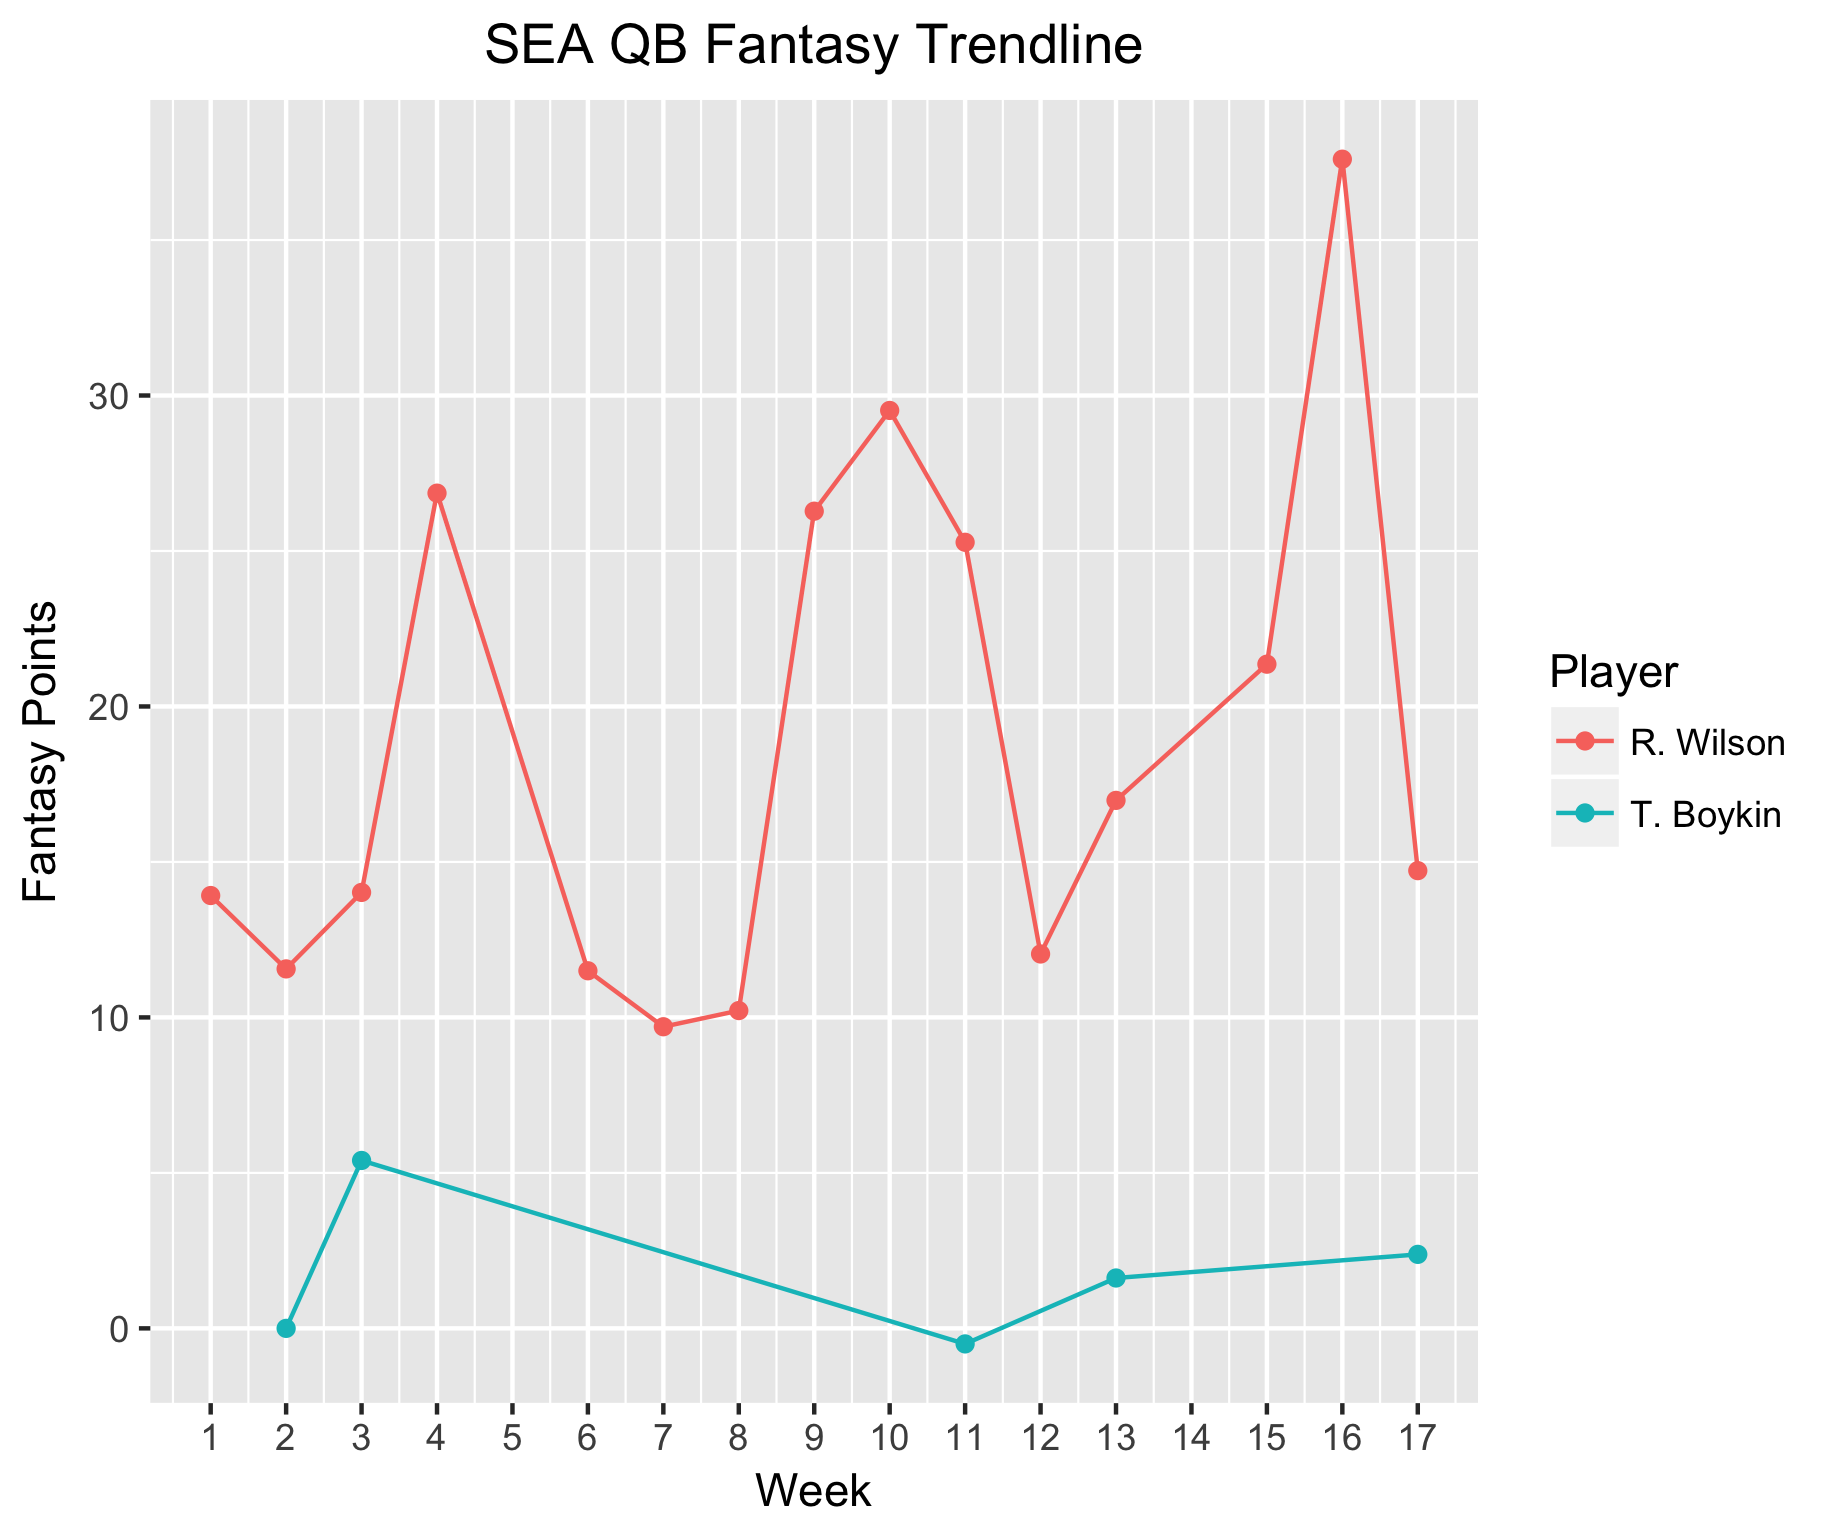 SEA QB Fantasy Trendline
Fantasy Points
30
20
10
0
1 2 3 4 5 6 7 8 9 10 11 12 13 14 15 16 17
Week
Player
R. Wilson
T. Boykin